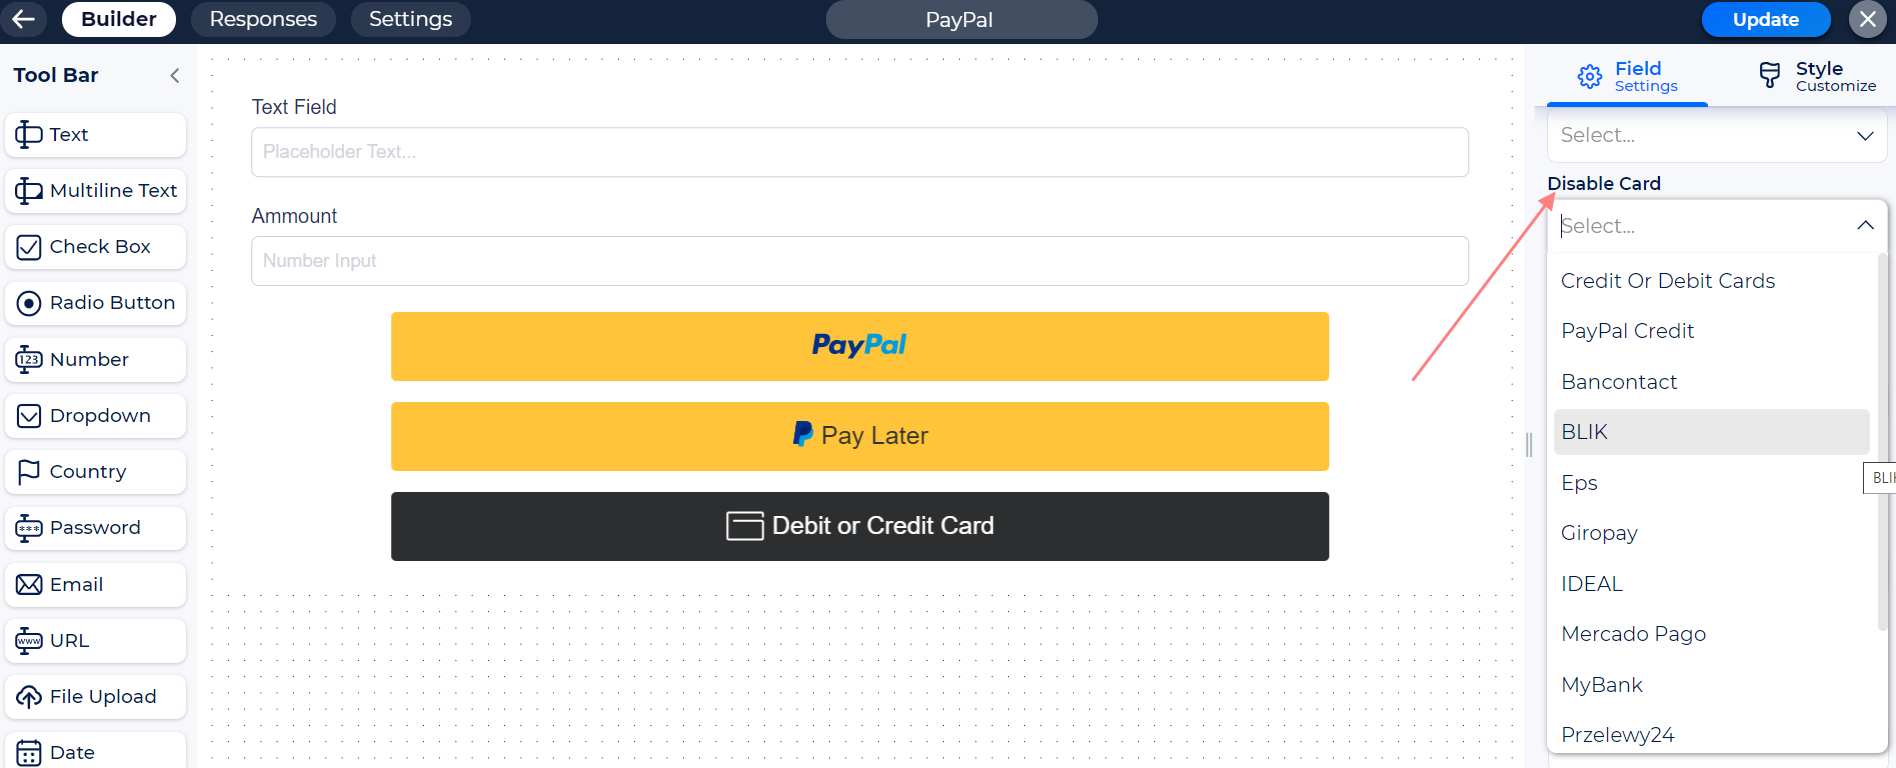 Builder
Responses
Settings
PayPal
Update
Tool Bar
Text
Multiline Text
Check Box
Radio Button
123
Number
Dropdown
Country
***
Password
Email
www
URL
File Upload
Date
Text Field
Placeholder Text...
Ammount
Number Input
PayPal
Pay Later
Debit or Credit Card
Field
Settings
Style
Customize
Select...
Disable Card
Select...
Credit Or Debit Cards
PayPal Credit
Bancontact
BLIK
BLIK
Eps
Giropay
IDEAL
Mercado Pago
MyBank
Przelewy24